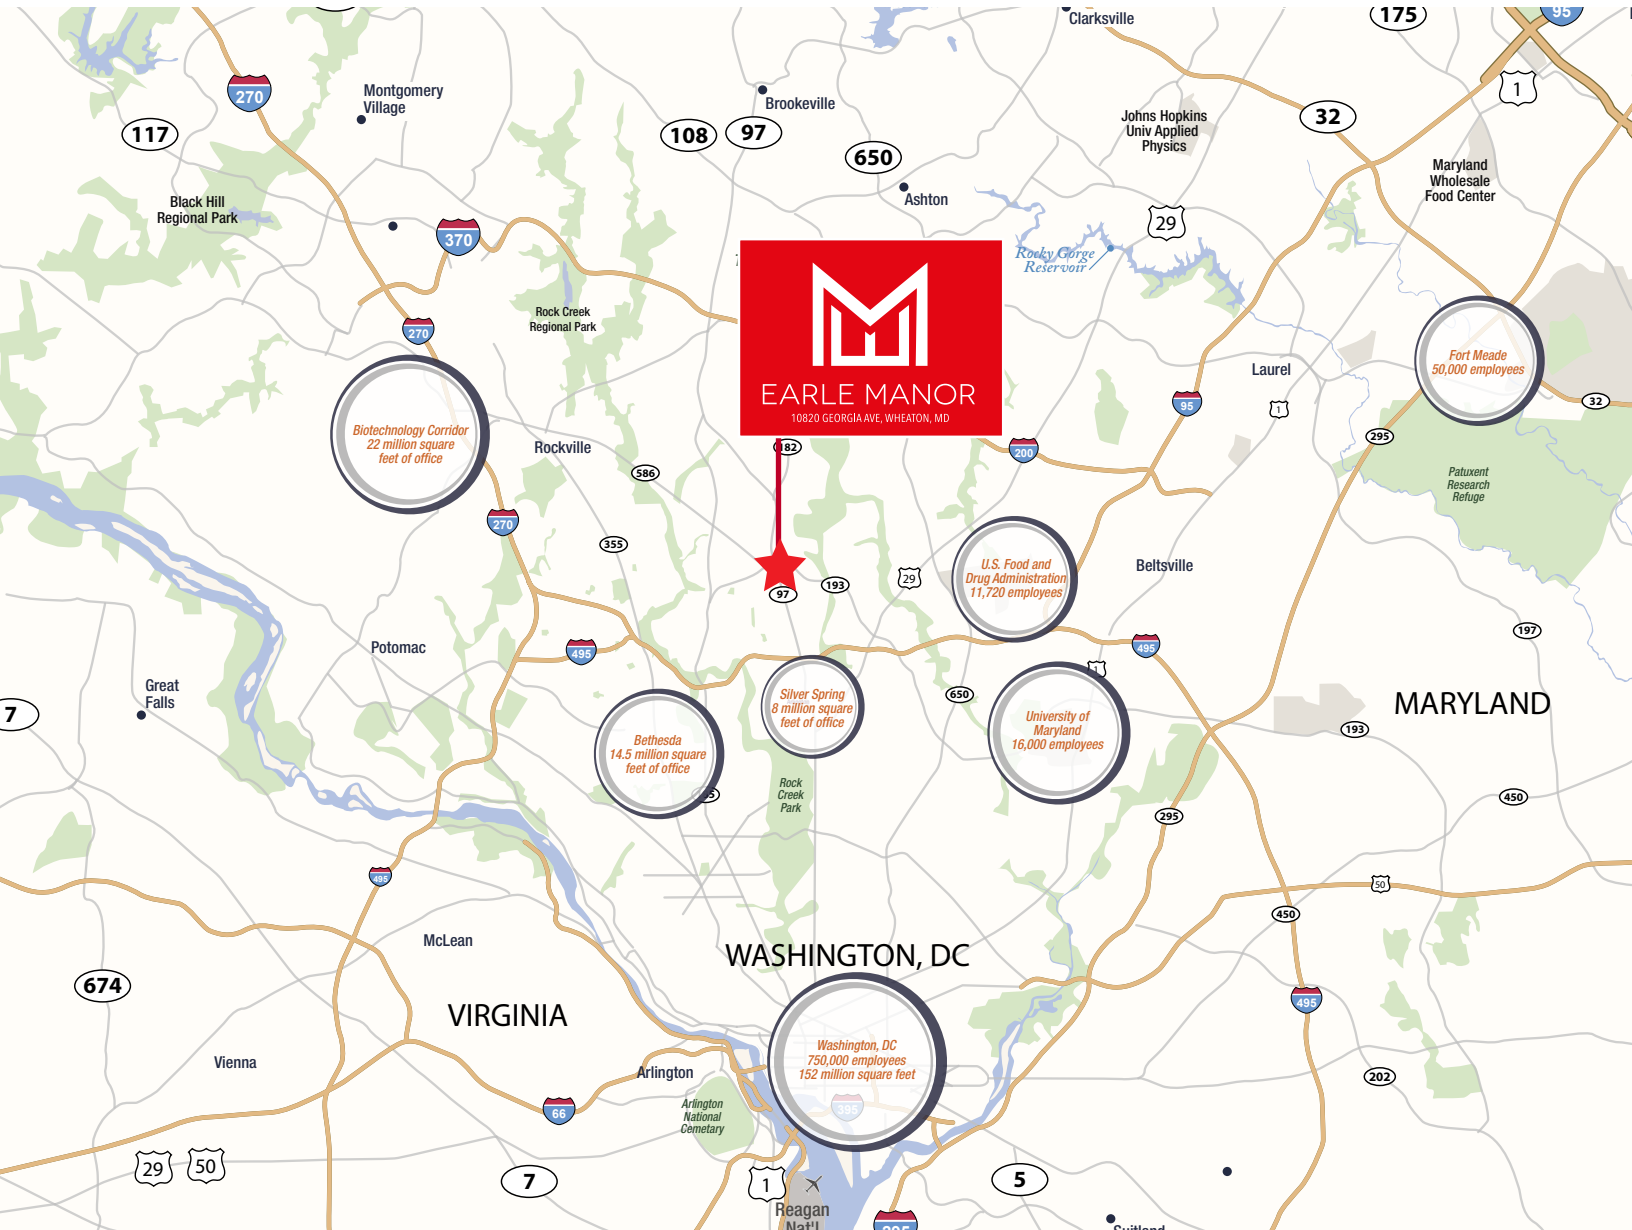 Clarksville
175
95
270
Montgomery
Village
117
Brookeville
108
97
650
Johns Hopkins
Univ Applied
Physics
32
1
Maryland
Wholesale
Food Center
Black Hill
Regional Park
370
Ashton
29
Rocky Gorge
Reservoir
Rock Creek
Regional Park
270
EARLE MANOR
10820 GEORGIA AVE, WHEATON, MD
Laurel
Fort Meade
50,000 employees
95
1
32
295
Biotechnology Corridor
22 million square
feet of office
Rockville
182
200
586
Patuxent
Research
Refuge
270
355
97
193
29
U.S. Food and
Drug Administration
11,720 employees
Beltsville
Potomac
495
495
197
Great
Falls
7
1
650
Silver Spring
8 million square
feet of office
University of
Maryland
16,000 employees
MARYLAND
193
Bethesda
14.5 million square
feet of office
Rock
Creek
Park
450
295
495
50
450
McLean
WASHINGTON, DC
674
VIRGINIA
495
Vienna
Arlington
Washington, DC
750,000 employees
152 million square feet
395
202
66
Arlington
National
Cemetary
29
50
7
1
5
Reagan
Nat'l
Suitland